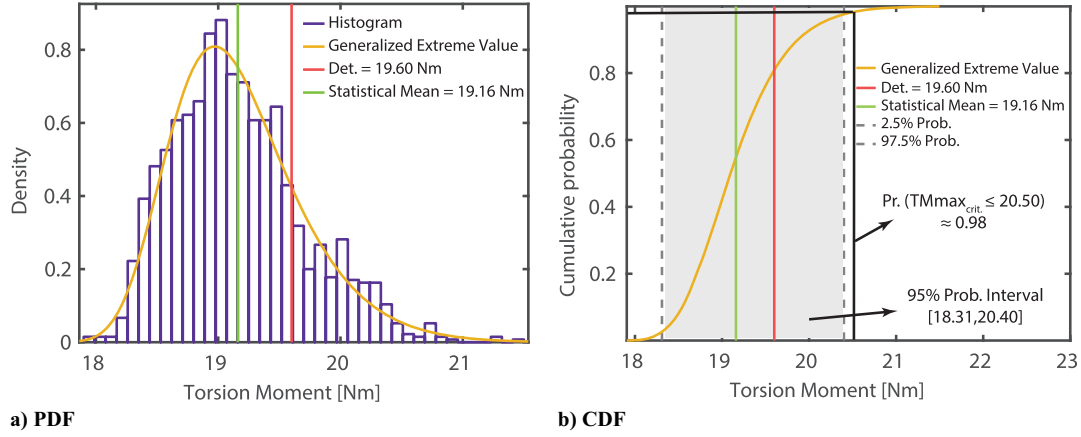 0.8
0.6
0.4
0.2
0
Density
18
19
20
21
Torsion Moment [Nm]
Histogram
Generalized Extreme Value
Det. = 19.60 Nm
Statistical Mean = 19.16 Nm
a) PDF
0.8
0.6
0.4
0.2
Cumulative probability
18
19
20
21
22
23
Torsion Moment [Nm]
Generalized Extreme Value
Det. = 19.60 Nm
Statistical Mean = 19.16 Nm
2.5% Prob.
97.5% Prob.
Pr. (TMmax crit. ≤ 20.50)
≈ 0.98
95% Prob. Interval
[18.31,20.40]
b) CDF